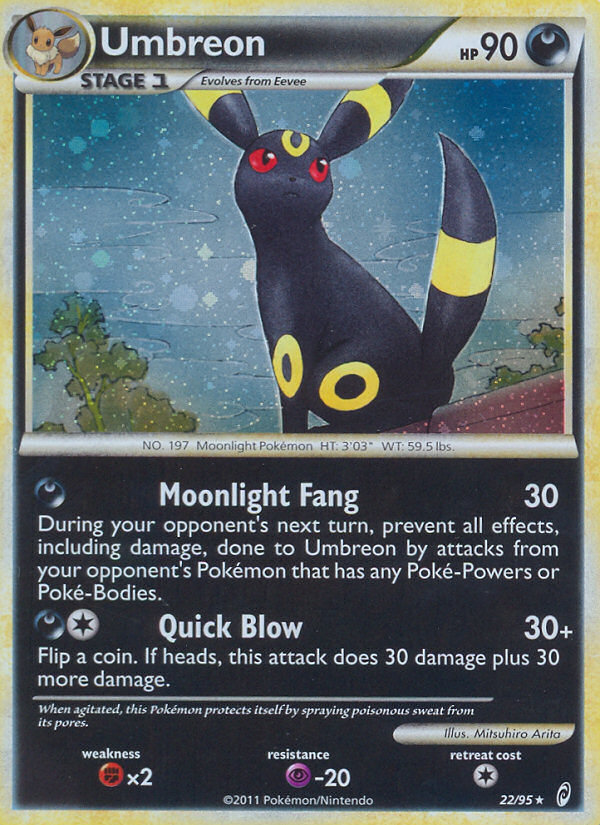 Umbreon
HP 90
STAGE 1
Evolves from Eevee
NO. 197 Moonlight Pokémon HT: 3'03" WT: 59.5 lbs.
Moonlight Fang 30
During your opponent's next turn, prevent all effects,
including damage, done to Umbreon by attacks from
your opponent's Pokémon that has any Poké-Powers or
Poké-Bodies.
Quick Blow 30+
Flip a coin. If heads, this attack does 30 damage plus 30
more damage.
When agitated, this Pokémon protects itself by spraying poisonous sweat from
its pores.
Illus. Mitsuhiro Arita
weakness resistance retreat cost
×2 -20
©2011 Pokémon/Nintendo 22/95★